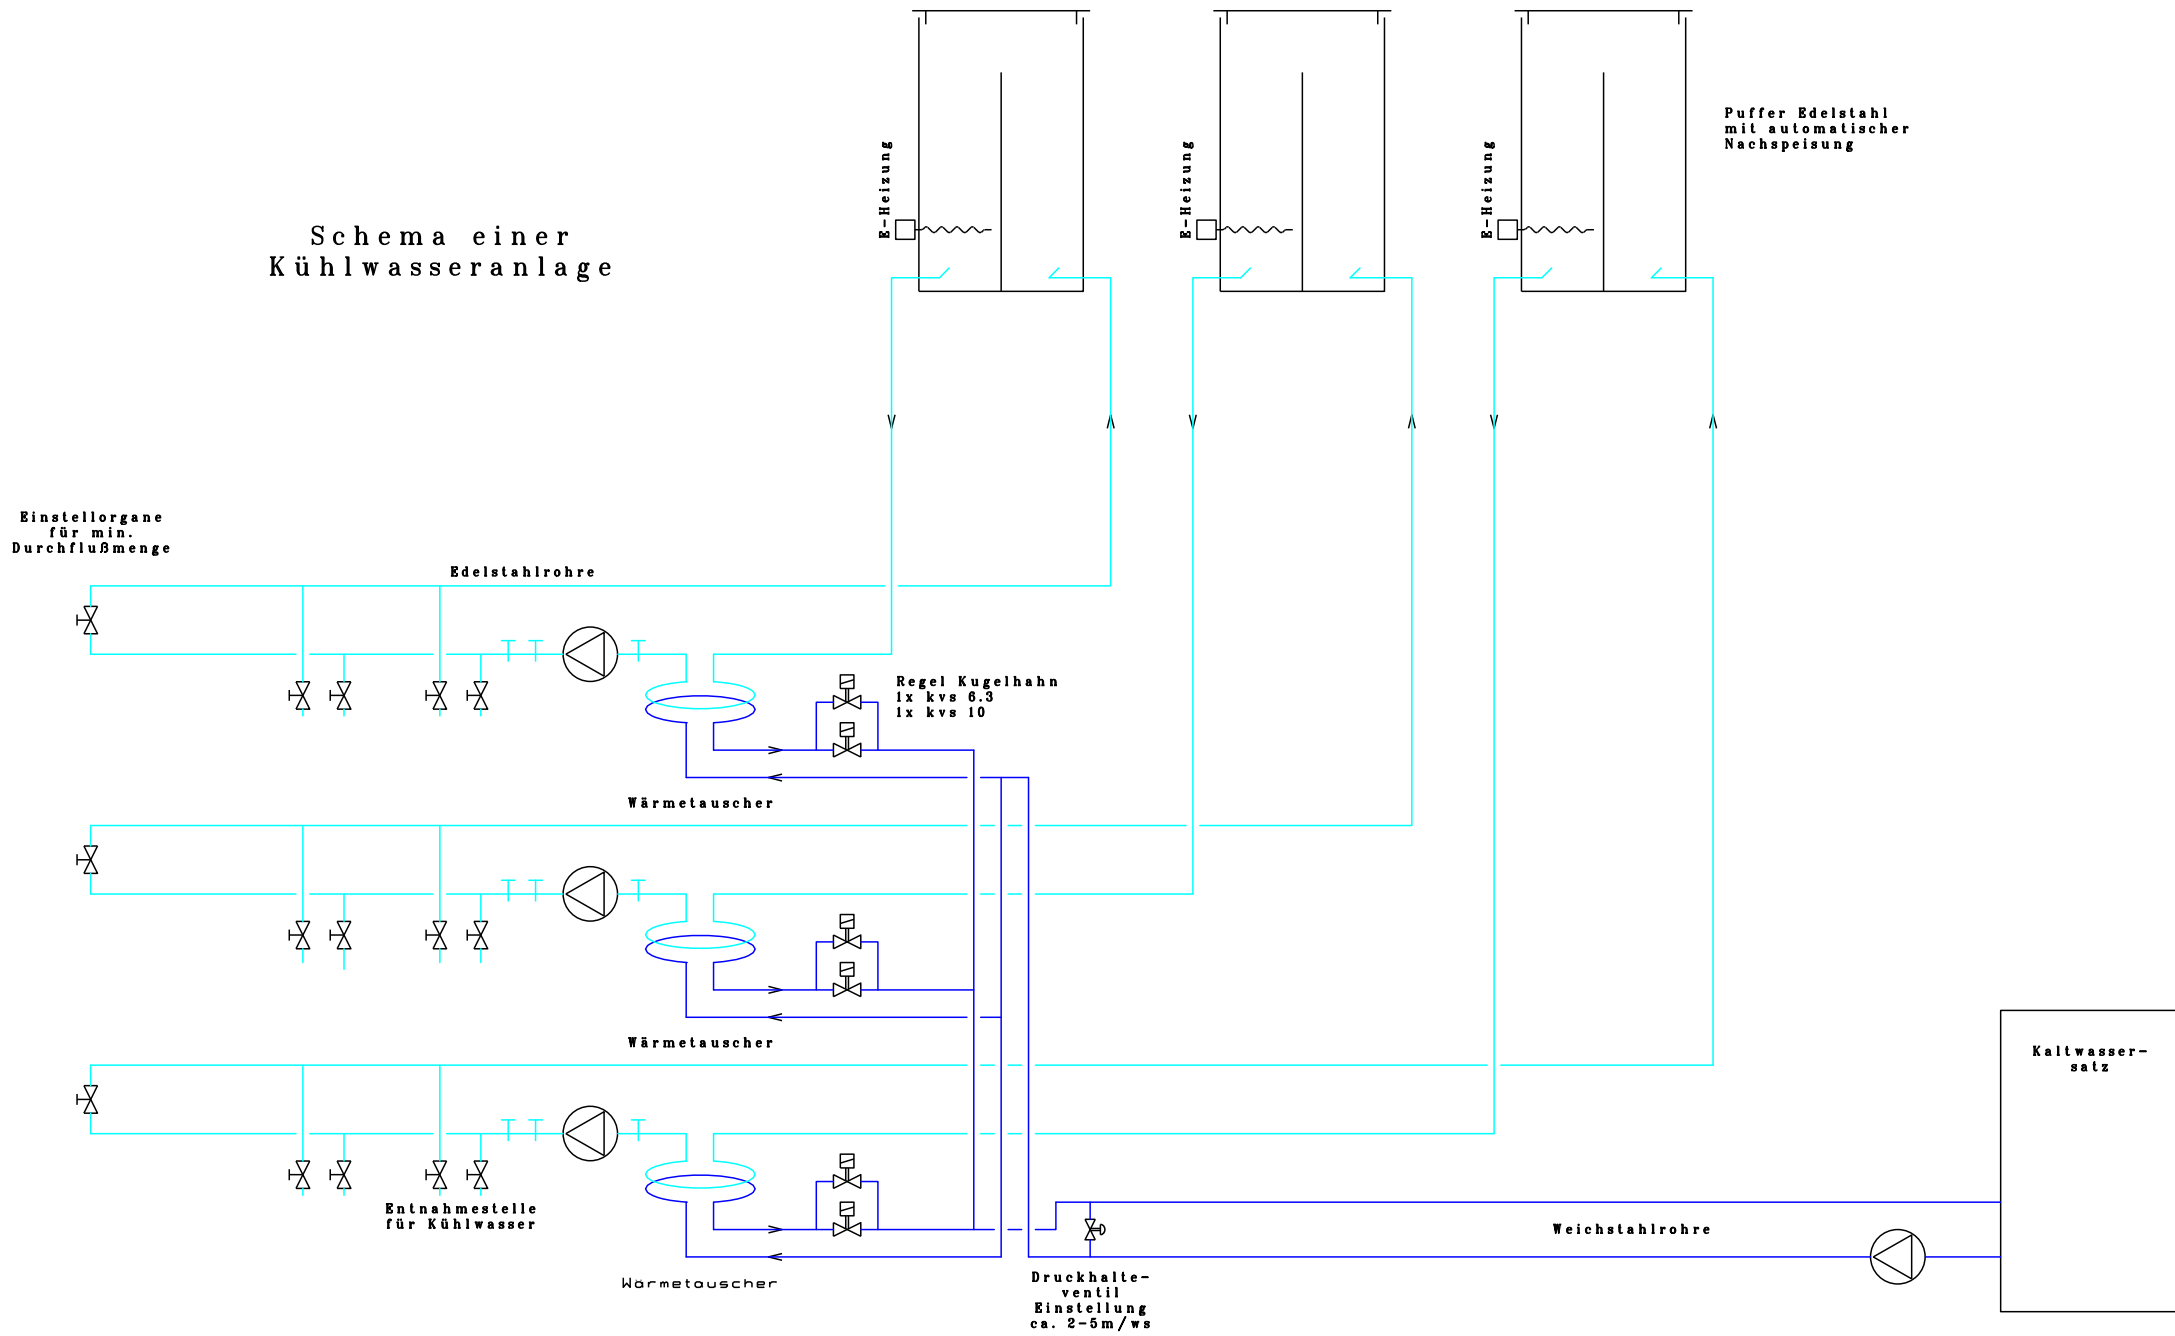 Puffer Edelstahl
mit automatischer
Nachspeisung
E-Heizung
E-Heizung
E-Heizung
Schema einer
Kühlwasseranlage
Einstellorgane
für min.
Durchflußmenge
Edelstahlrohre
Regel Kugelhahn
1x kvs 6.3
1x kvs 10
Wärmetauscher
Wärmetauscher
Kaltwasser-
satz
Entnahmestelle
für Kühlwasser
Weichstahlrohre
Wärmetauscher
Druckhalte-
ventil
Einstellung
ca. 2-5m/ws